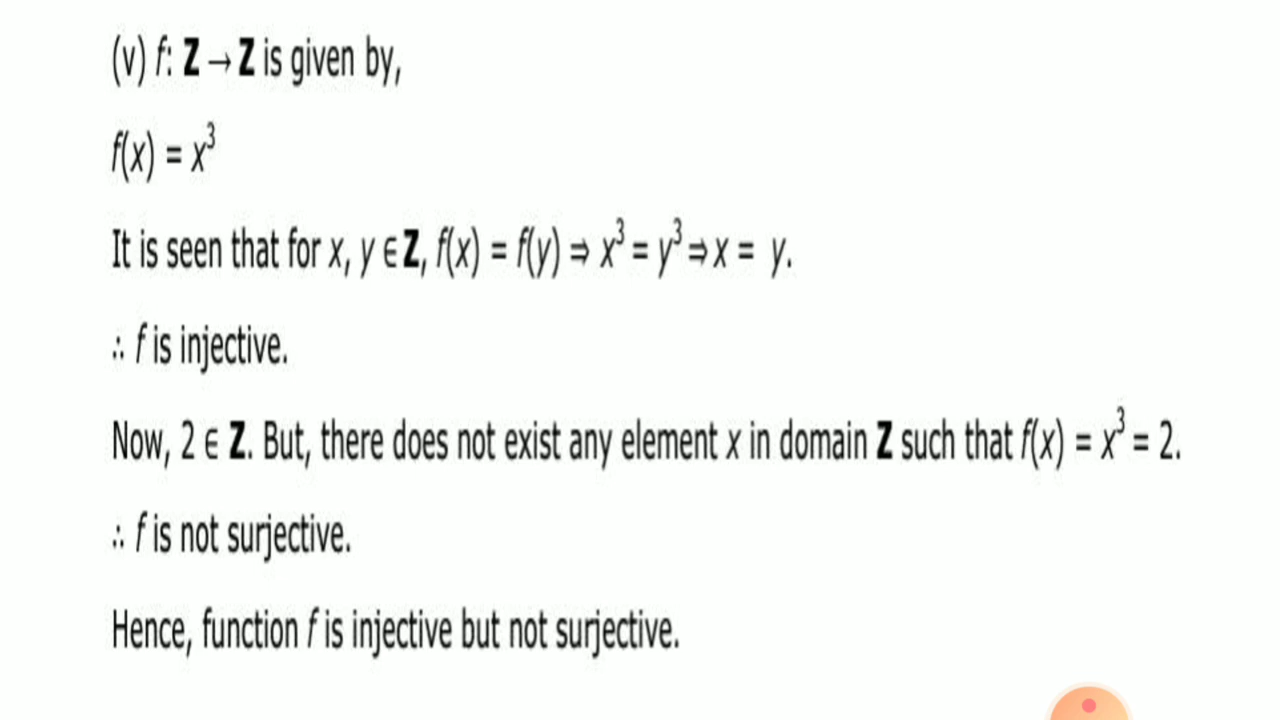 (v) f: Z → Z is given by,
f(x) = x³
It is seen that for x, y ∈ Z, f(x) = f(y) ⇒ x³ = y³ ⇒ x = y.
∴ f is injective.
Now, 2 ∈ Z. But, there does not exist any element x in domain Z such that f(x) = x³ = 2.
∴ f is not surjective.
Hence, function f is injective but not surjective.